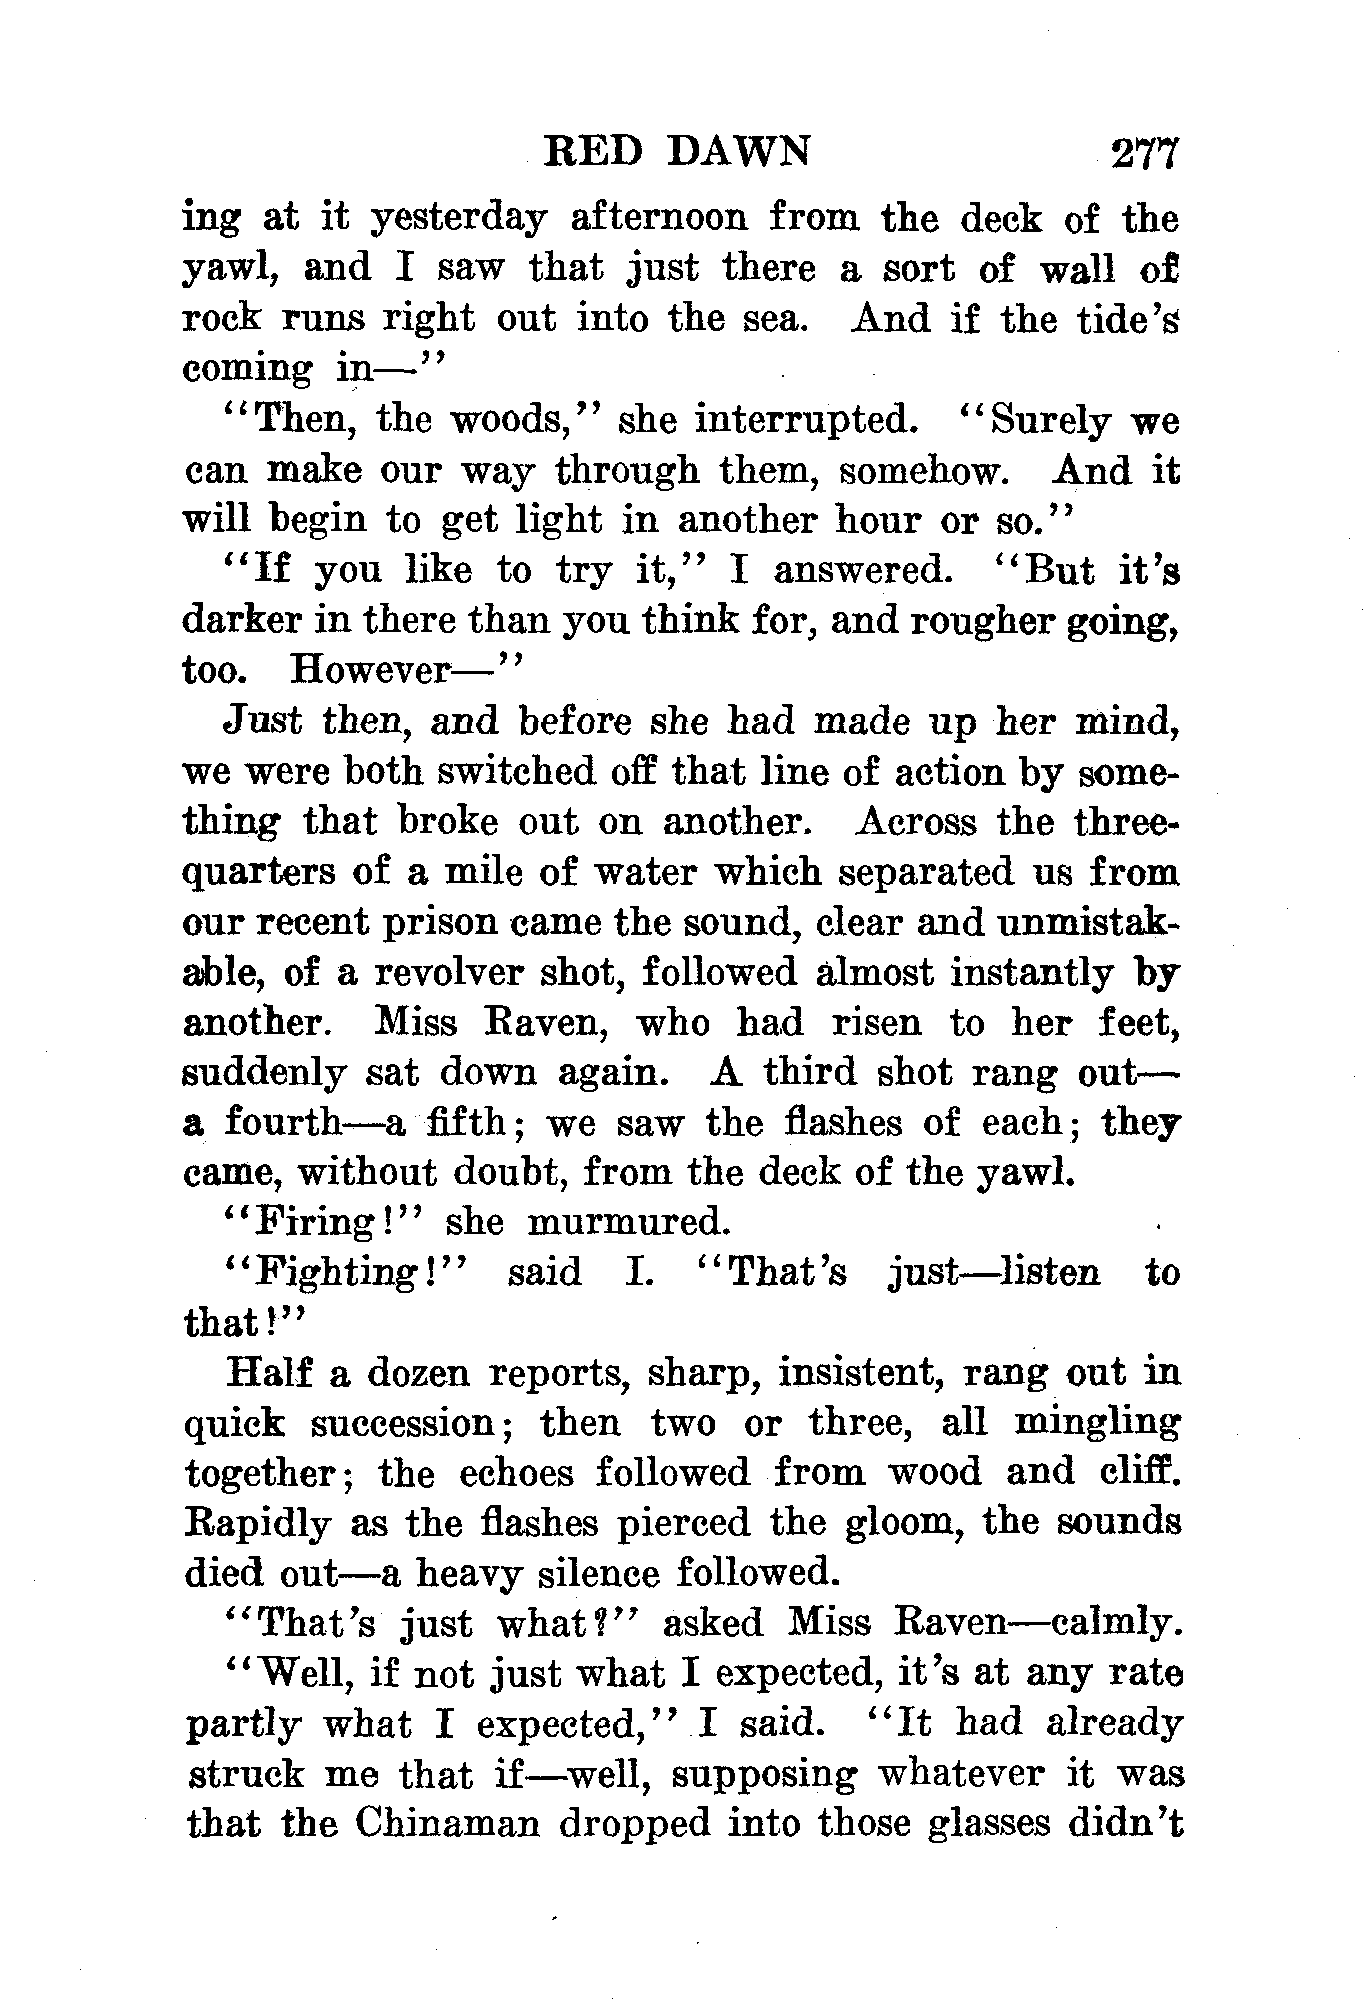 RED DAWN 277
ing at it yesterday afternoon from the deck of the
yawl, and I saw that just there a sort of wall of
rock runs right out into the sea. And if the tide's
coming in—"
"Then, the woods," she interrupted. "Surely we
can make our way through them, somehow. And it
will begin to get light in another hour or so."
"If you like to try it," I answered. "But it's
darker in there than you think for, and rougher going,
too. However—"
Just then, and before she had made up her mind,
we were both switched off that line of action by some-
thing that broke out on another. Across the three-
quarters of a mile of water which separated us from
our recent prison came the sound, clear and unmistak-
able, of a revolver shot, followed almost instantly by
another. Miss Raven, who had risen to her feet,
suddenly sat down again. A third shot rang out—
a fourth—a fifth; we saw the flashes of each; they
came, without doubt, from the deck of the yawl.
"Firing!" she murmured.
"Fighting!" said I. "That's just—listen to
that!"
Half a dozen reports, sharp, insistent, rang out in
quick succession; then two or three, all mingling
together; the echoes followed from wood and cliff.
Rapidly as the flashes pierced the gloom, the sounds
died out—a heavy silence followed.
"That's just what?" asked Miss Raven—calmly.
"Well, if not just what I expected, it's at any rate
partly what I expected," I said. "It had already
struck me that if—well, supposing whatever it was
that the Chinaman dropped into those glasses didn't